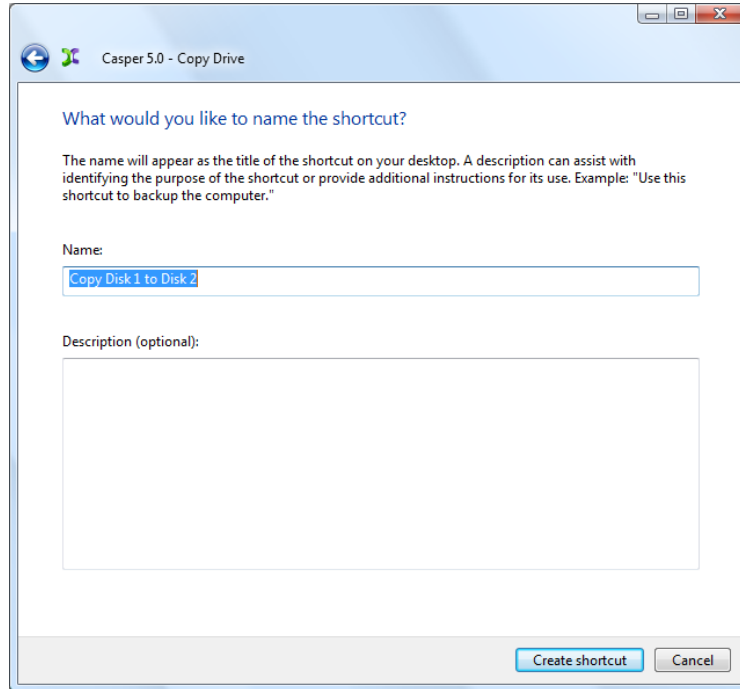 Casper 5.0 - Copy Drive
What would you like to name the shortcut?
The name will appear as the title of the shortcut on your desktop. A description can assist with
identifying the purpose of the shortcut or provide additional instructions for its use. Example: "Use this
shortcut to backup the computer."
Name:
Copy Disk 1 to Disk 2
Description (optional):
Create shortcut
Cancel